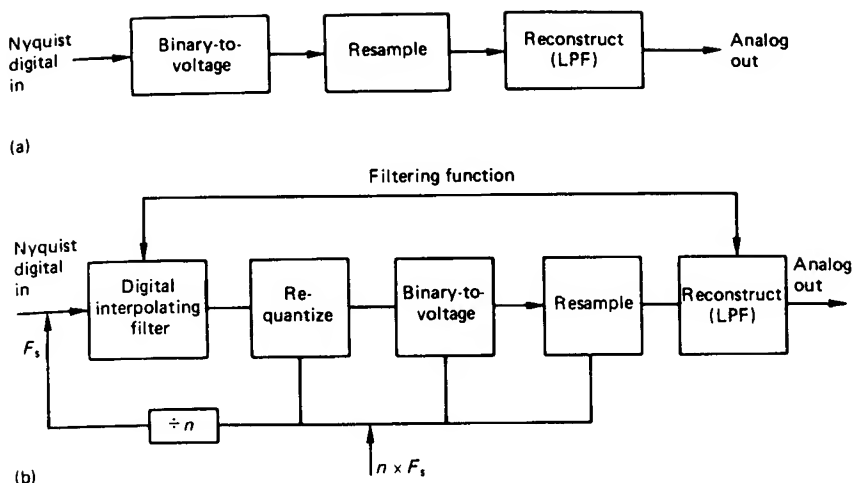 Nyquist
digital
in
Binary-to-
voltage
Resample
Reconstruct
(LPF)
Analog
out
(a)
Filtering function
Nyquist
digital
in
Digital
interpolating
filter
Re-
quantize
Binary-to-
voltage
Resample
Reconstruct
(LPF)
Analog
out
Fs
÷ n
n × Fs
(b)